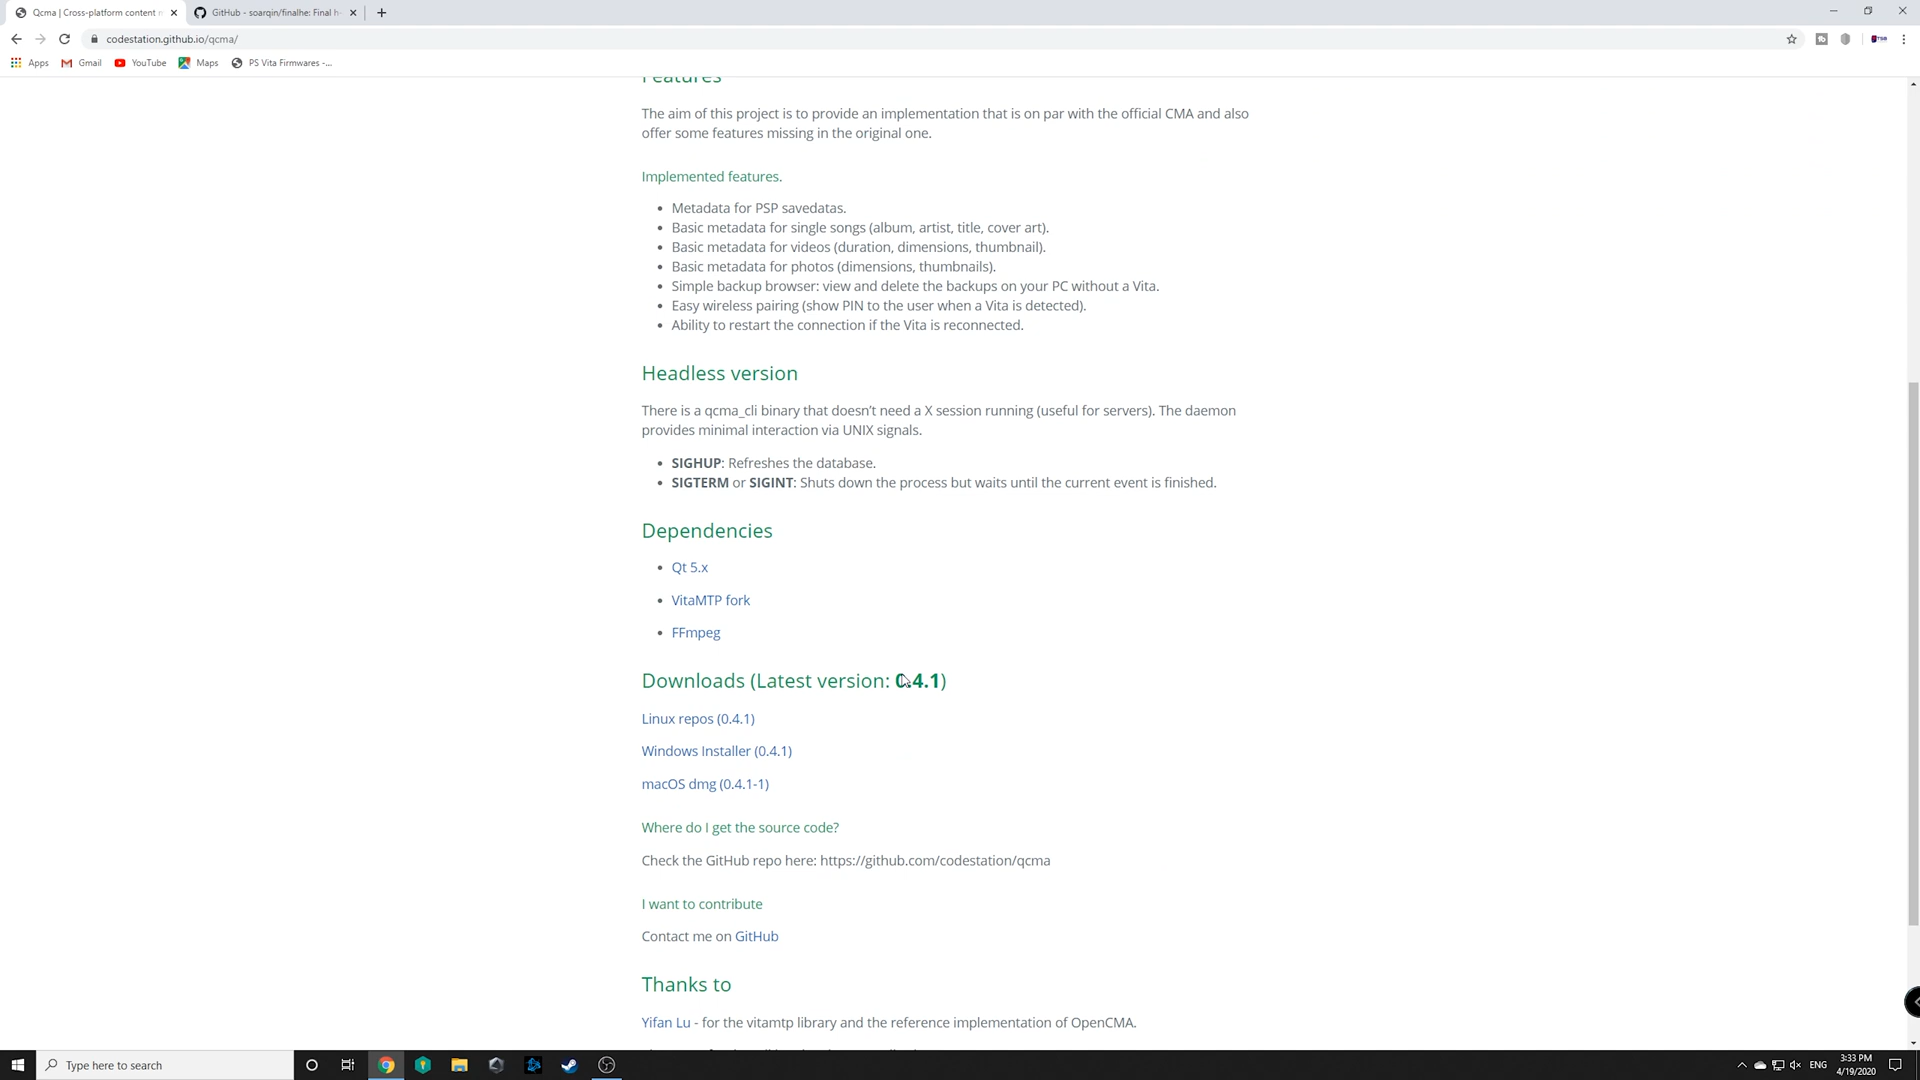 Qcma | Cross-platform content m
GitHub - soarqin/finalhe: Final h
codestation.github.io/qcma/
Apps
Gmail
YouTube
Maps
PS Vita Firmwares -...
Features
The aim of this project is to provide an implementation that is on par with the official CMA and also
offer some features missing in the original one.
Implemented features.
Metadata for PSP savedatas.
Basic metadata for single songs (album, artist, title, cover art).
Basic metadata for videos (duration, dimensions, thumbnail).
Basic metadata for photos (dimensions, thumbnails).
Simple backup browser: view and delete the backups on your PC without a Vita.
Easy wireless pairing (show PIN to the user when a Vita is detected).
Ability to restart the connection if the Vita is reconnected.
Headless version
There is a qcma_cli binary that doesn't need a X session running (useful for servers). The daemon
provides minimal interaction via UNIX signals.
SIGHUP: Refreshes the database.
SIGTERM or SIGINT: Shuts down the process but waits until the current event is finished.
Dependencies
Qt 5.x
VitaMTP fork
FFmpeg
Downloads (Latest version: 0.4.1)
Linux repos (0.4.1)
Windows Installer (0.4.1)
macOS dmg (0.4.1-1)
Where do I get the source code?
Check the GitHub repo here: https://github.com/codestation/qcma
I want to contribute
Contact me on GitHub
Thanks to
Yifan Lu - for the vitamtp library and the reference implementation of OpenCMA.
Type here to search
ENG
3:33 PM
4/19/2020